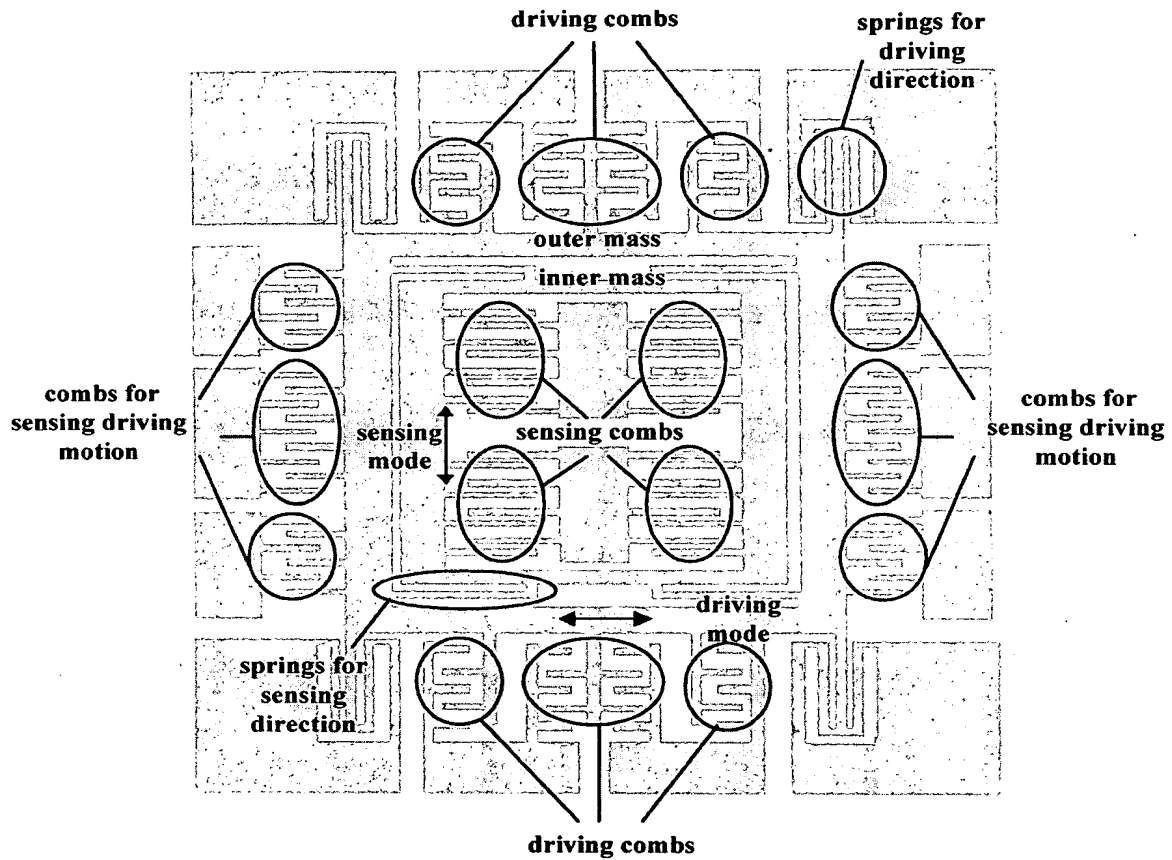 driving combs
springs for
driving
direction
outer mass
inner mass
combs for
sensing driving
motion
sensing
mode
sensing combs
combs for
sensing driving
motion
driving
mode
springs for
sensing
direction
driving combs